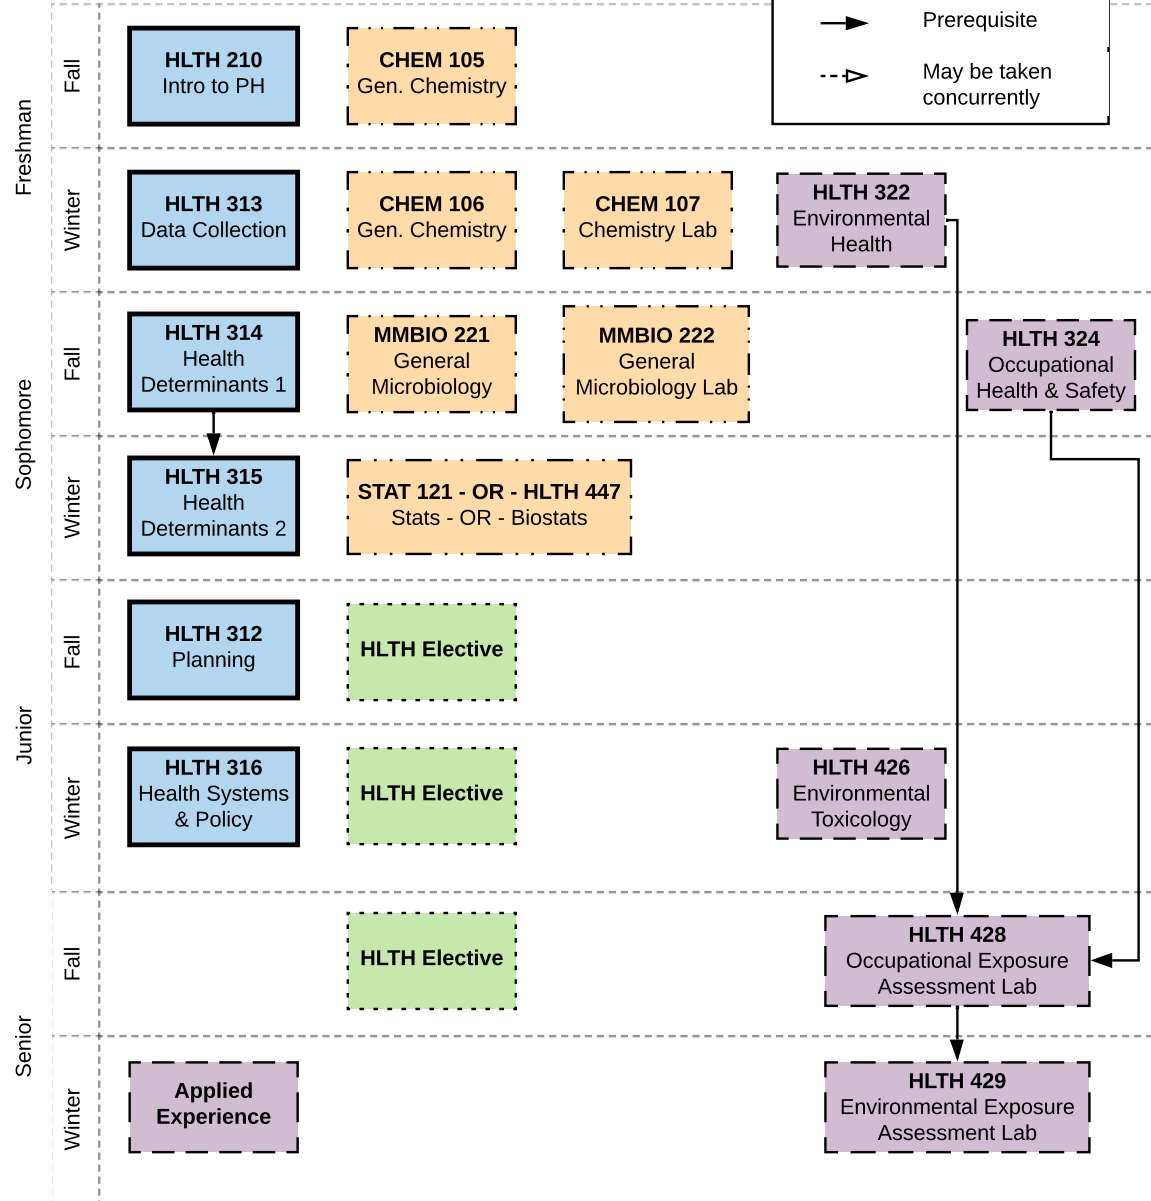 Prerequisite
May be taken
concurrently
Freshman
Fall
HLTH 210
Intro to PH
CHEM 105
Gen. Chemistry
Winter
HLTH 313
Data Collection
CHEM 106
Gen. Chemistry
CHEM 107
Chemistry Lab
HLTH 322
Environmental
Health
Sophomore
Fall
HLTH 314
Health
Determinants 1
MMBIO 221
General
Microbiology
MMBIO 222
General
Microbiology Lab
HLTH 324
Occupational
Health & Safety
Winter
HLTH 315
Health
Determinants 2
STAT 121 - OR - HLTH 447
Stats - OR - Biostats
Junior
Fall
HLTH 312
Planning
HLTH Elective
Winter
HLTH 316
Health Systems
& Policy
HLTH Elective
HLTH 426
Environmental
Toxicology
Senior
Fall
HLTH Elective
HLTH 428
Occupational Exposure
Assessment Lab
Winter
Applied
Experience
HLTH 429
Environmental Exposure
Assessment Lab